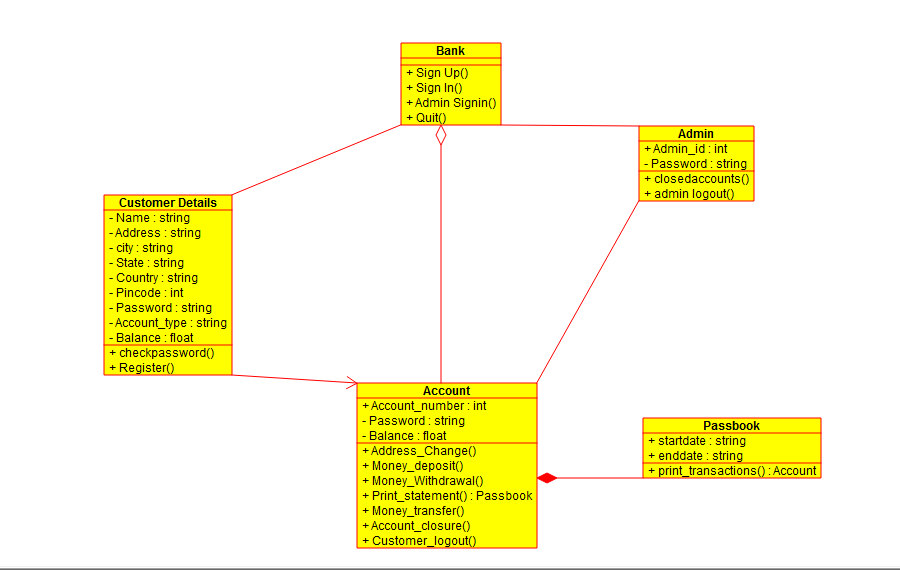 Bank
+ Sign Up()
+ Sign In()
+ Admin Signin()
+ Quit()
Admin
+ Admin_id : int
- Password : string
+ closedaccounts()
+ admin logout()
Customer Details
- Name : string
- Address : string
- city : string
- State : string
- Country : string
- Pincode : int
- Password : string
- Account_type : string
- Balance : float
+ checkpassword()
+ Register()
Account
+ Account_number : int
- Password : string
- Balance : float
+ Address_Change()
+ Money_deposit()
+ Money_Withdrawal()
+ Print_statement() : Passbook
+ Money_transfer()
+ Account_closure()
+ Customer_logout()
Passbook
+ startdate : string
+ enddate : string
+ print_transactions() : Account